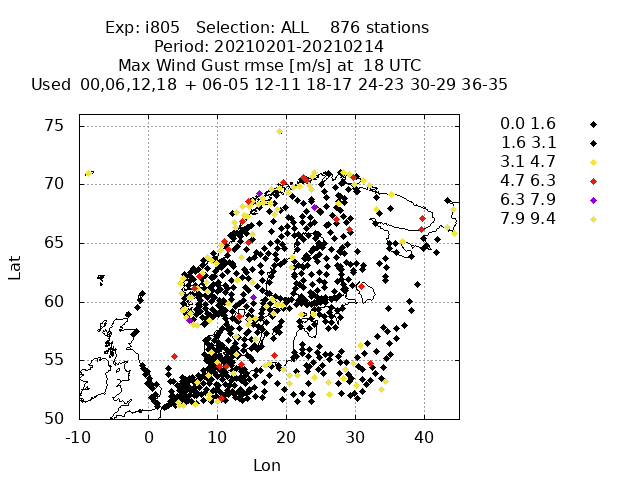 Exp: i805 Selection: ALL 876 stations
Period: 20210201-20210214
Max Wind Gust rmse [m/s] at 18 UTC
Used 00,06,12,18 + 06-05 12-11 18-17 24-23 30-29 36-35
75
70
65
60
55
50
Lat
-10 0 10 20 30 40
Lon
0.0 1.6
1.6 3.1
3.1 4.7
4.7 6.3
6.3 7.9
7.9 9.4